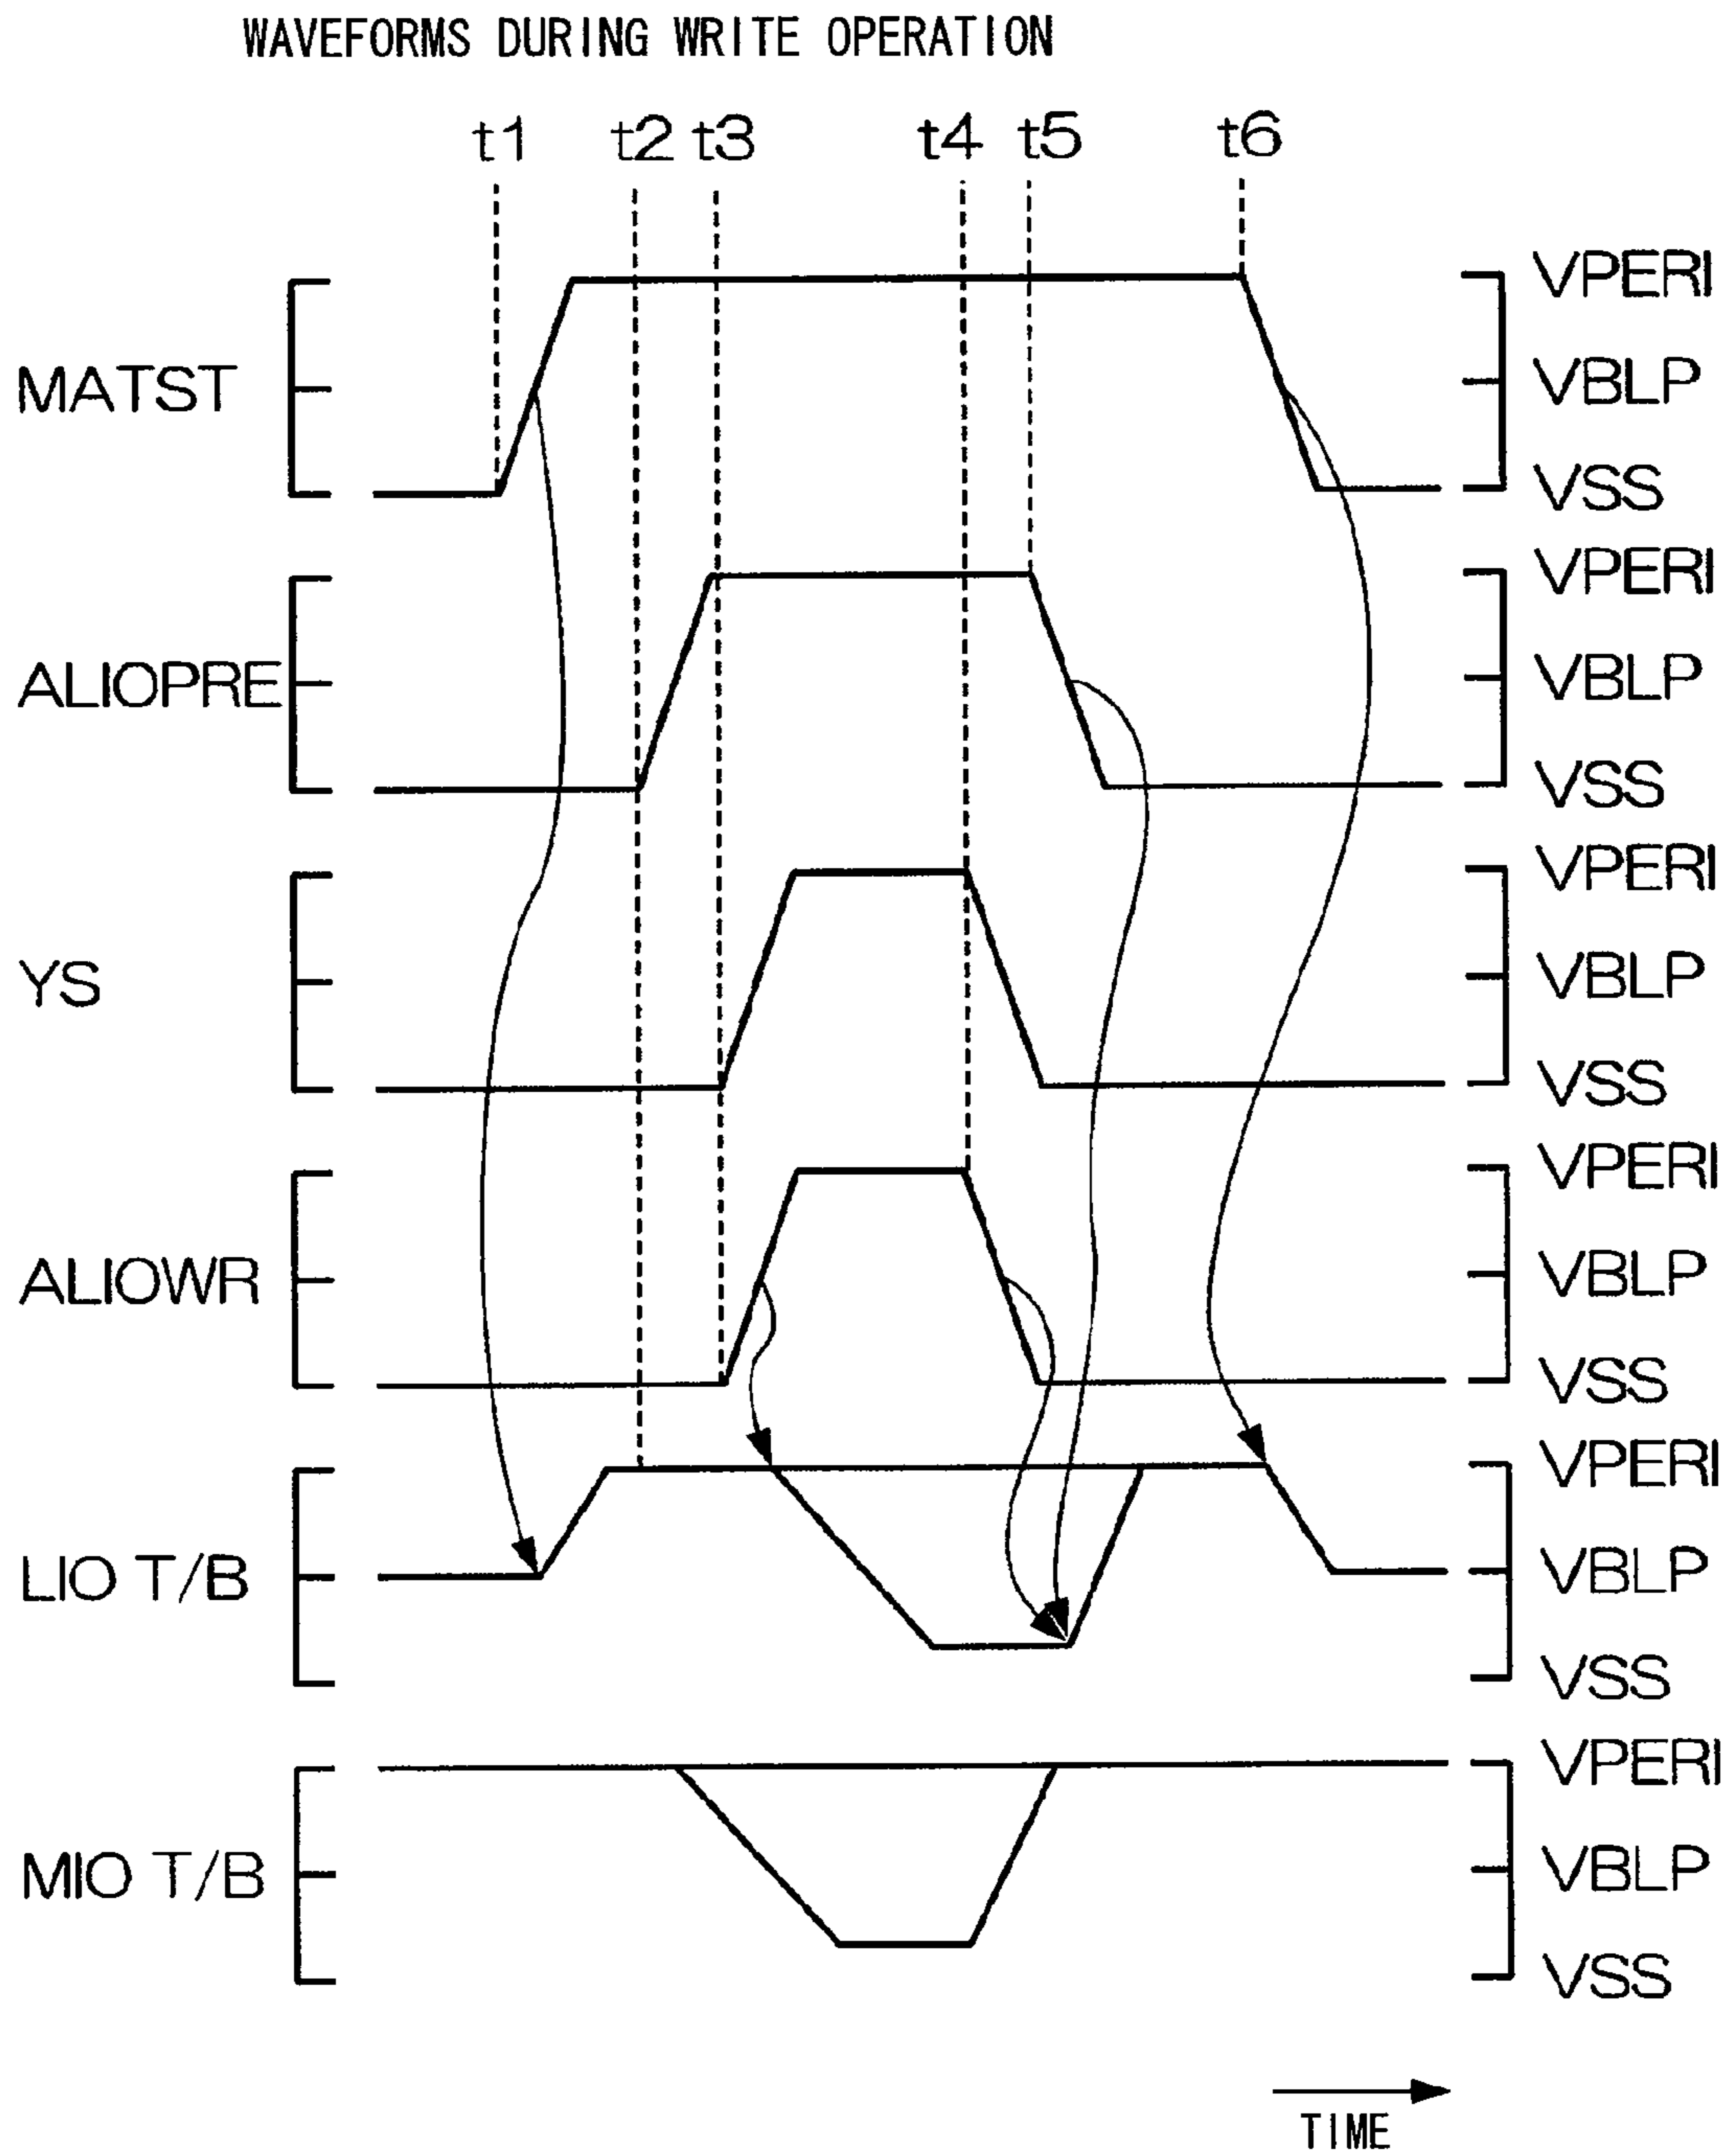 WAVEFORMS DURING WRITE OPERATION
t1 t2 t3 t4 t5 t6
MATST
VPERI
VBLP
VSS
ALIOPRE
VPERI
VBLP
VSS
YS
VPERI
VBLP
VSS
ALIOWR
VPERI
VBLP
VSS
LIO T/B
VPERI
VBLP
VSS
MIO T/B
VPERI
VBLP
VSS
TIME